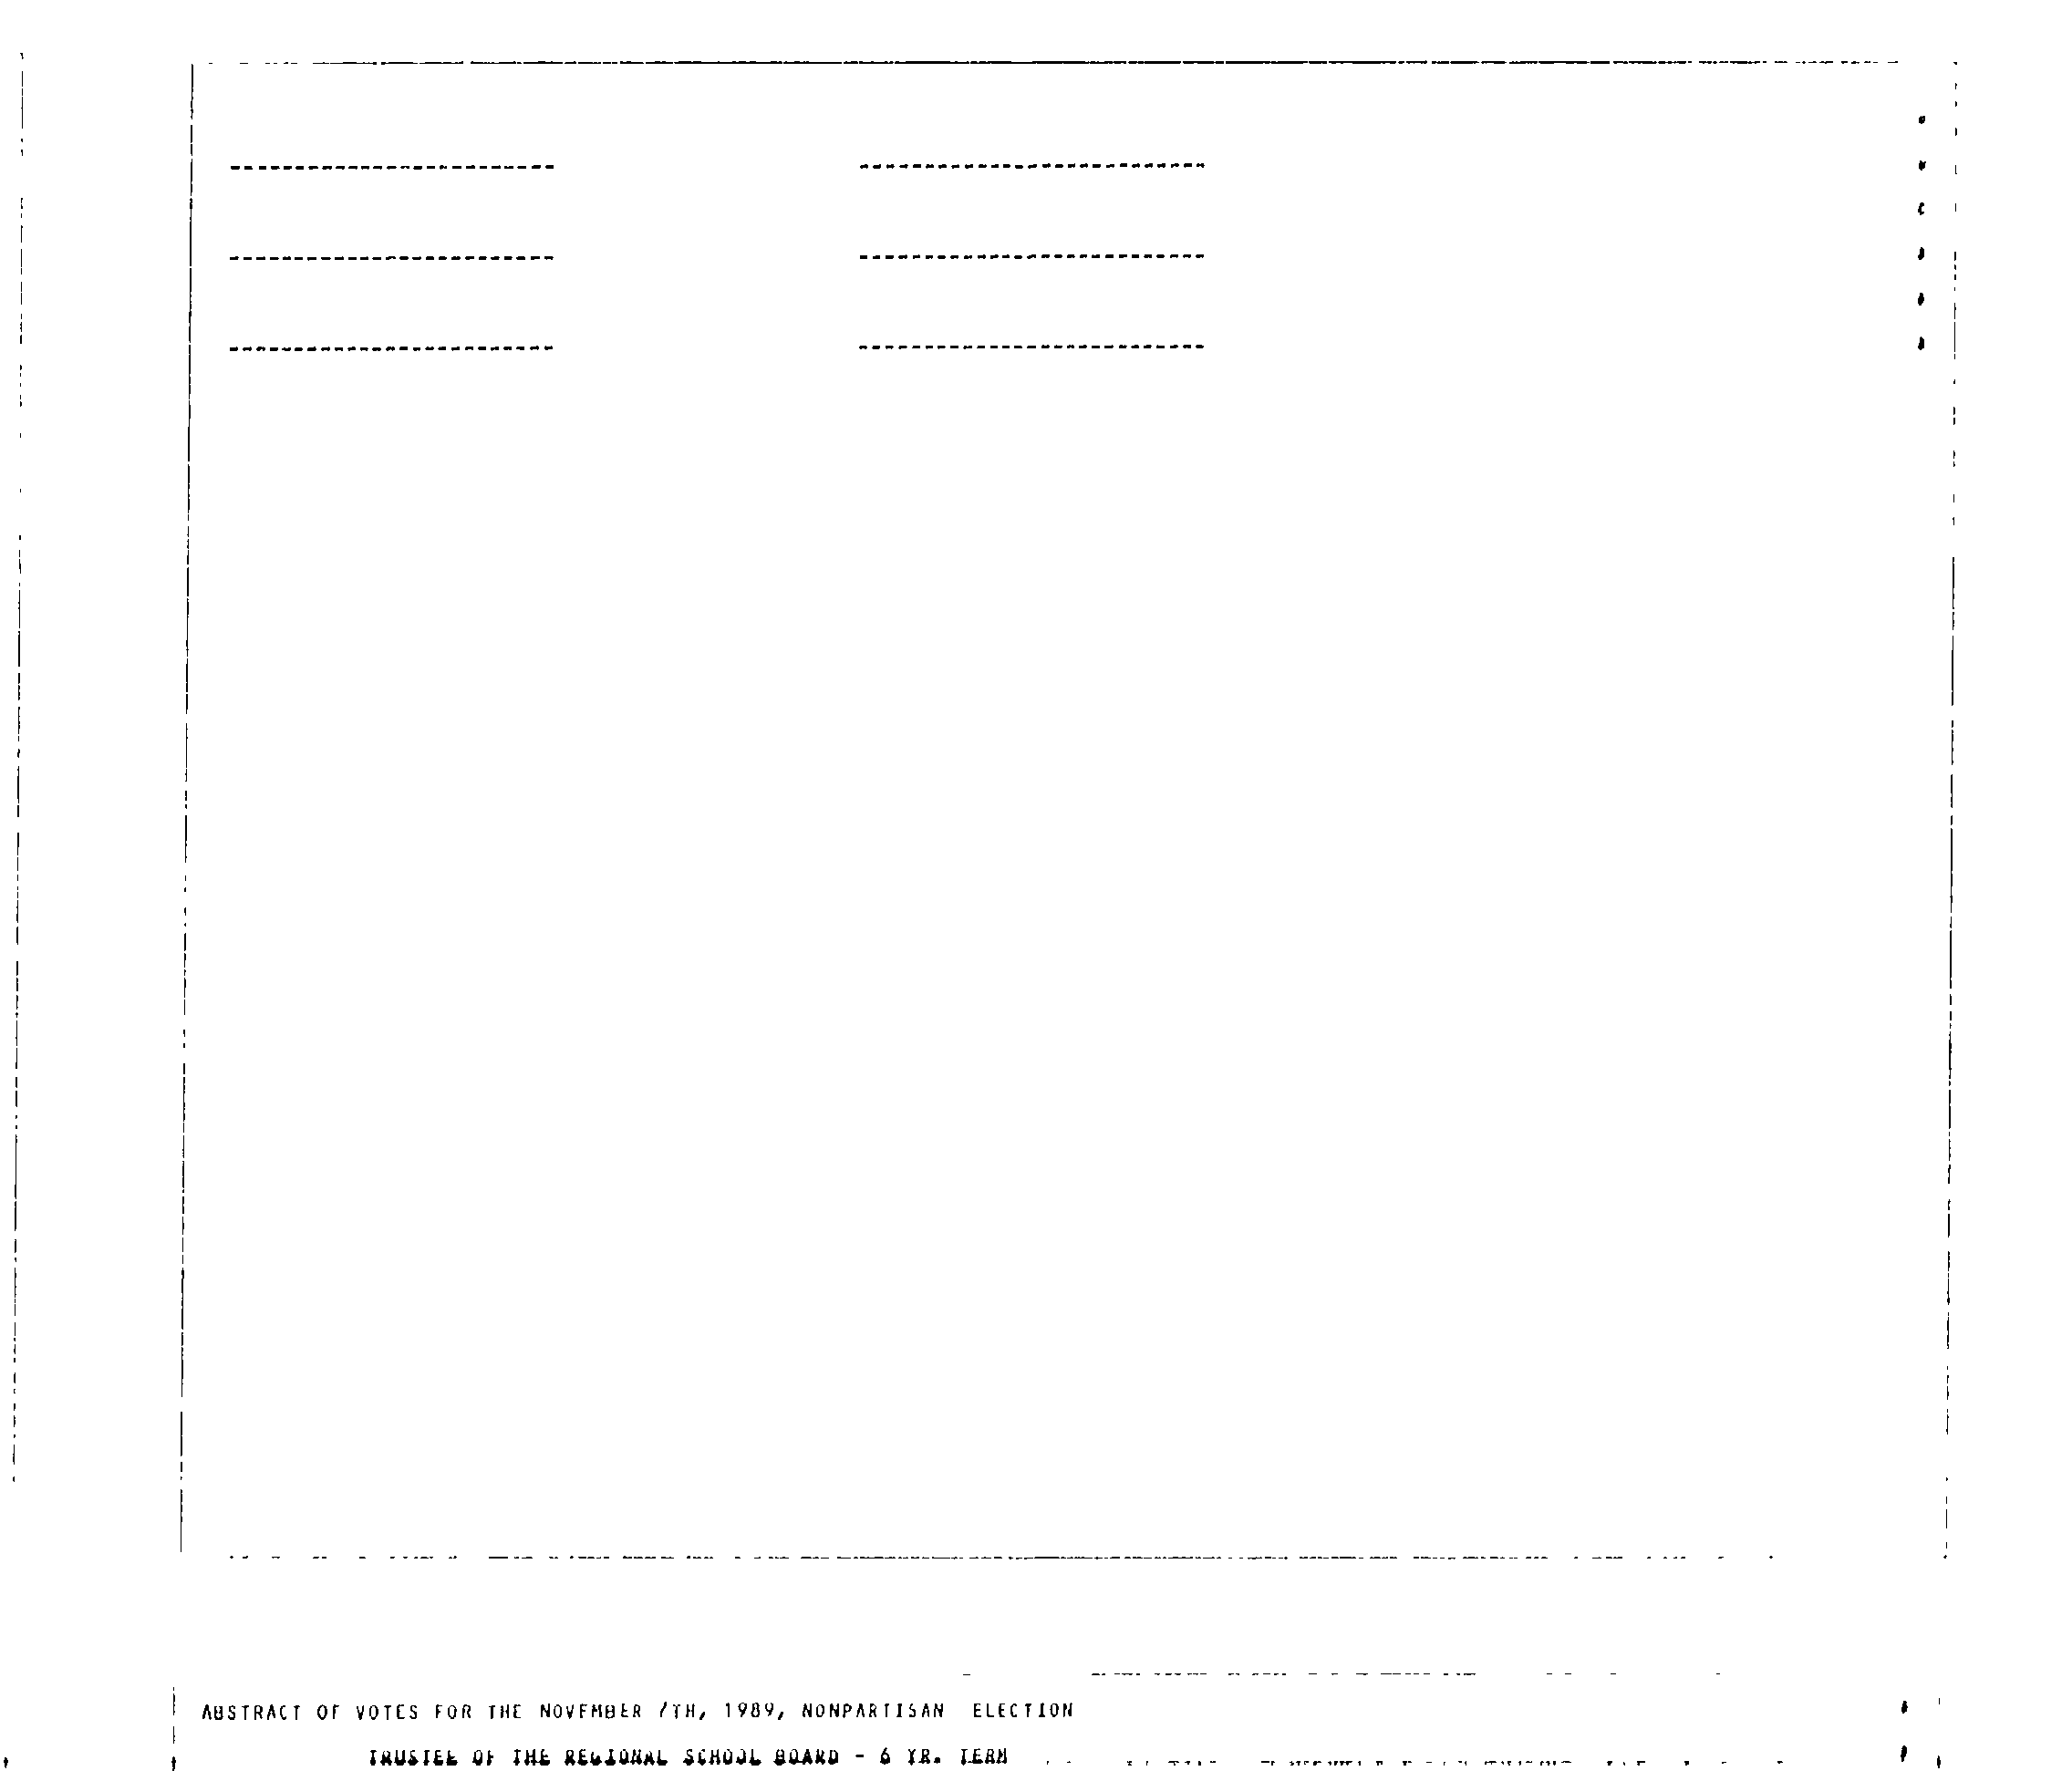 ABSTRACT OF VOTES FOR THE NOVEMBER 7TH, 1989, NONPARTISAN ELECTION
TRUSTEE OF THE REGIONAL SCHOOL BOARD - 6 YR. TERM